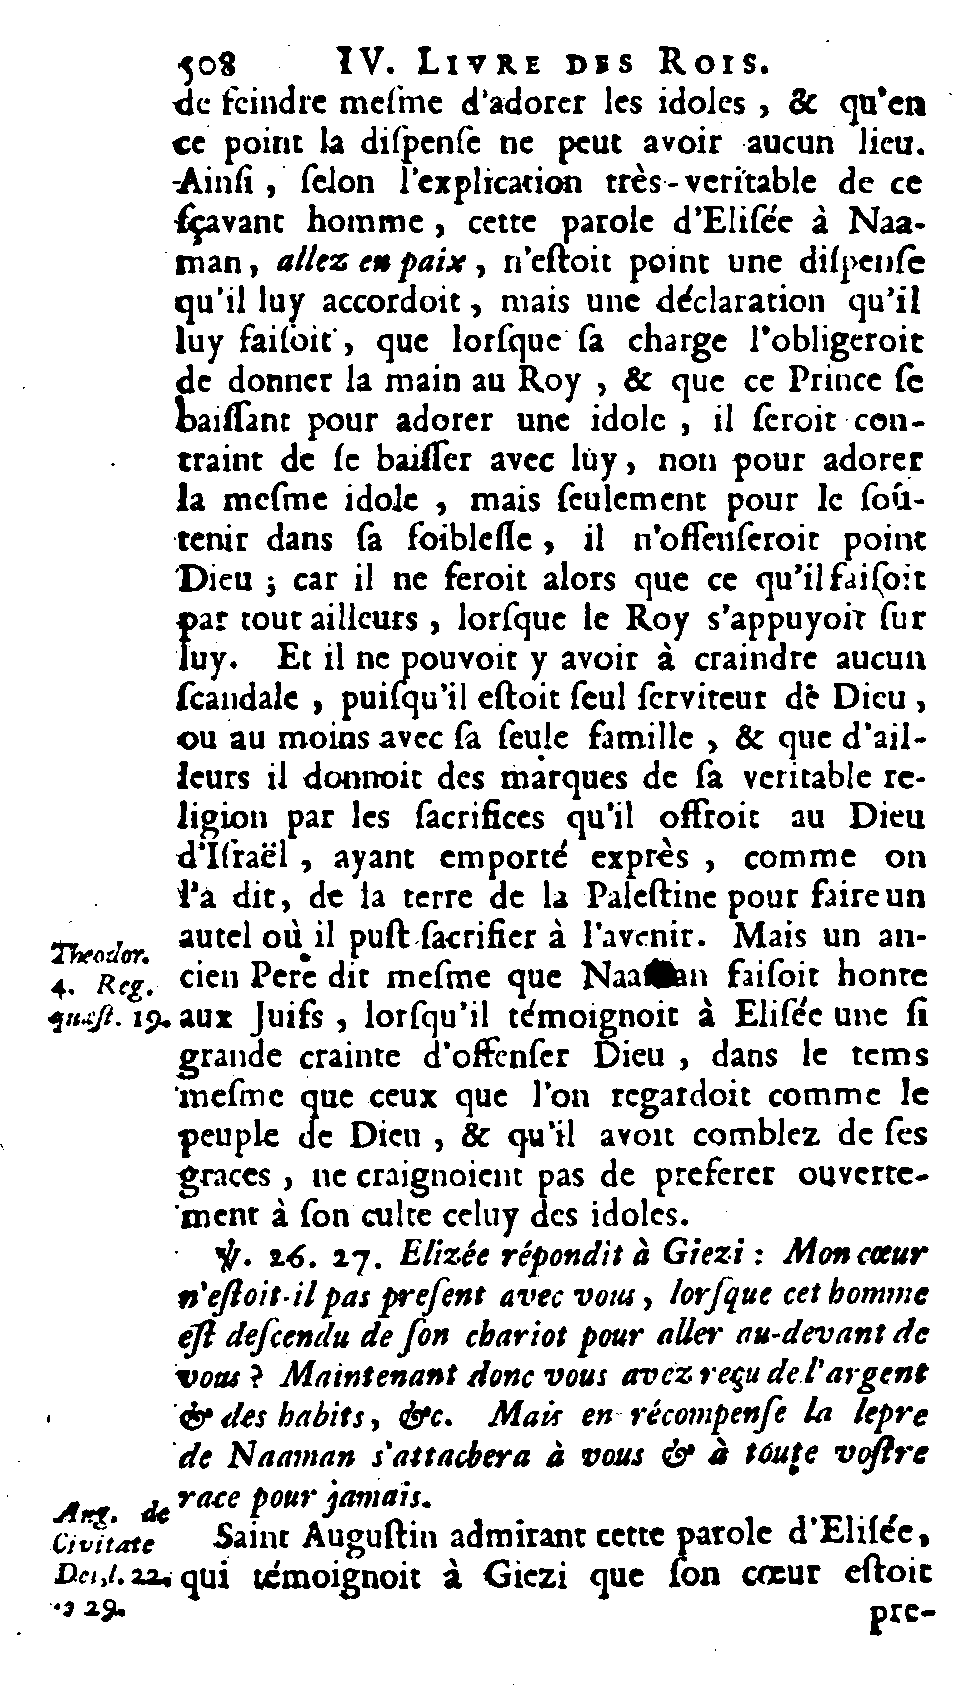 508 IV. LIVRE DES ROIS.
de feindre meſme d'adorer les idoles, & qu'en
ce point la diſpenſe ne peut avoir aucun lieu.
Ainſi, ſelon l'explication très-veritable de ce
ſçavant homme, cette parole d'Eliſée à Naa-
man, allez en paix, n'eſtoit point une diſpenſe
qu'il luy accordoit, mais une déclaration qu'il
luy faiſoit, que lorſque ſa charge l'obligeroit
de donner la main au Roy, & que ce Prince ſe
baiſſant pour adorer une idole, il ſeroit con-
traint de ſe baiſſer avec luy, non pour adorer
la meſme idole, mais ſeulement pour le ſoû-
tenir dans ſa foibleſſe, il n'offenſeroit point
Dieu; car il ne feroit alors que ce qu'il faiſoit
par tout ailleurs, lorſque le Roy s'appuyoit ſur
luy. Et il ne pouvoit y avoir à craindre aucun
ſcandale, puiſqu'il eſtoit ſeul ſerviteur de Dieu,
ou au moins avec ſa ſeule famille, & que d'ail-
leurs il donnoit des marques de ſa veritable re-
ligion par les ſacrifices qu'il offroit au Dieu
d'Iſraël, ayant emporté exprès, comme on
l'a dit, de la terre de la Paleſtine pour faire un
autel où il puſt ſacrifier à l'avenir. Mais un an-
cien Pere dit meſme que Naaman faiſoit honte
aux Juifs, lorſqu'il témoignoit à Eliſée une ſi
grande crainte d'offenſer Dieu, dans le tems
meſme que ceux que l'on regardoit comme le
peuple de Dieu, & qu'il avoit comblez de ſes
graces, ne craignoient pas de preferer ouverte-
ment à ſon culte celuy des idoles.
Theodor.
4. Reg.
quæſt. 19.
℣. 26. 27. Elizée répondit à Giezi : Mon cœur
n'eſtoit-il pas preſent avec vous, lorſque cet homme
eſt deſcendu de ſon chariot pour aller au-devant de
vous ? Maintenant donc vous avez reçu de l'argent
& des habits, &c. Mais en récompenſe la lepre
de Naaman s'attachera à vous & à toute voſtre
race pour jamais.
Saint Auguſtin admirant cette parole d'Eliſée,
qui témoignoit à Giezi que ſon cœur eſtoit
Aug. de
Civitate
Dei, l. 22.
29.
pre-